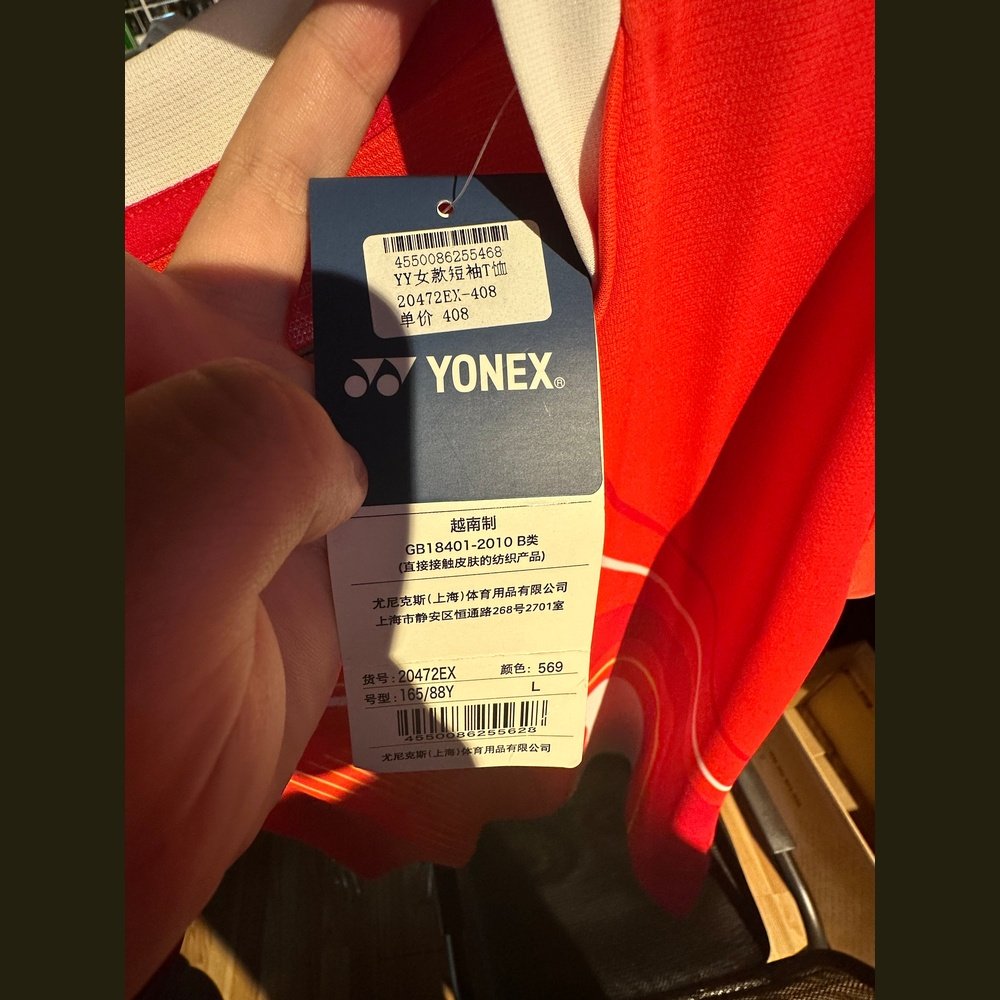 4550086255468
YY女款短袖T恤
20472EX-408
单价 408
YONEX®
越南制
GB18401-2010 B类
(直接接触皮肤的纺织产品)
尤尼克斯(上海)体育用品有限公司
上海市静安区恒通路268号2701室
货号:20472EX 颜色: 569
号型:165/88Y L
4550086255628
尤尼克斯(上海)体育用品有限公司